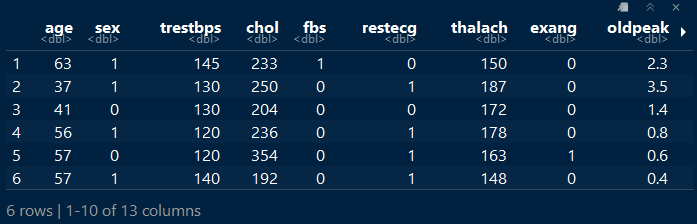 age sex trestbps chol fbs restecg thalach exang oldpeak
<dbl> <dbl> <dbl> <dbl> <dbl> <dbl> <dbl> <dbl> <dbl>
1 63 1 145 233 1 0 150 0 2.3
2 37 1 130 250 0 1 187 0 3.5
3 41 0 130 204 0 0 172 0 1.4
4 56 1 120 236 0 1 178 0 0.8
5 57 0 120 354 0 1 163 1 0.6
6 57 1 140 192 0 1 148 0 0.4
6 rows | 1-10 of 13 columns